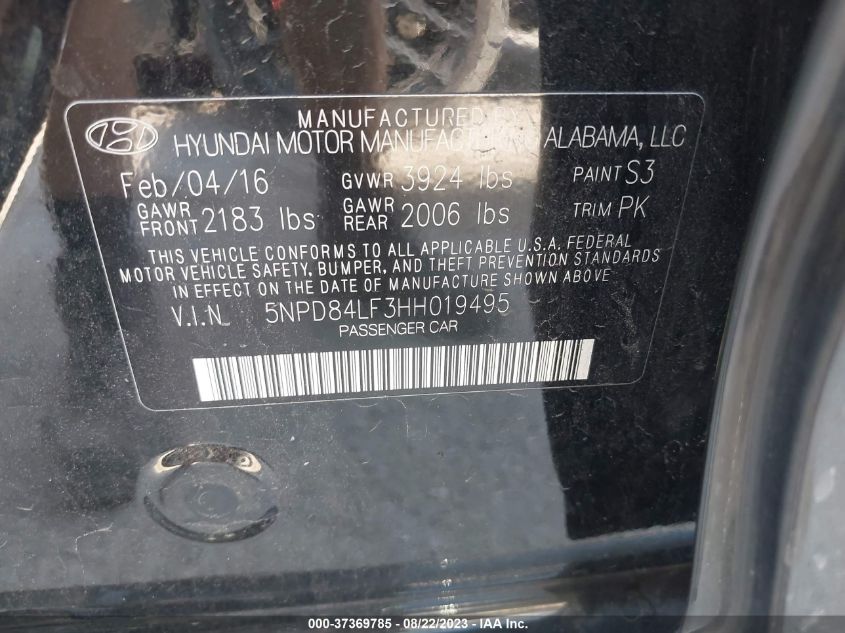 MANUFACTURED BY
HYUNDAI MOTOR MANUFACTURING ALABAMA, LLC
Feb/04/16 GVWR 3924 lbs PAINT S3
GAWR FRONT 2183 lbs GAWR REAR 2006 lbs TRIM PK
THIS VEHICLE CONFORMS TO ALL APPLICABLE U.S.A. FEDERAL
MOTOR VEHICLE SAFETY, BUMPER, AND THEFT PREVENTION STANDARDS
IN EFFECT ON THE DATE OF MANUFACTURE SHOWN ABOVE
V.I.N. 5NPD84LF3HH019495
PASSENGER CAR
000-37369785 - 08/22/2023 - IAA Inc.